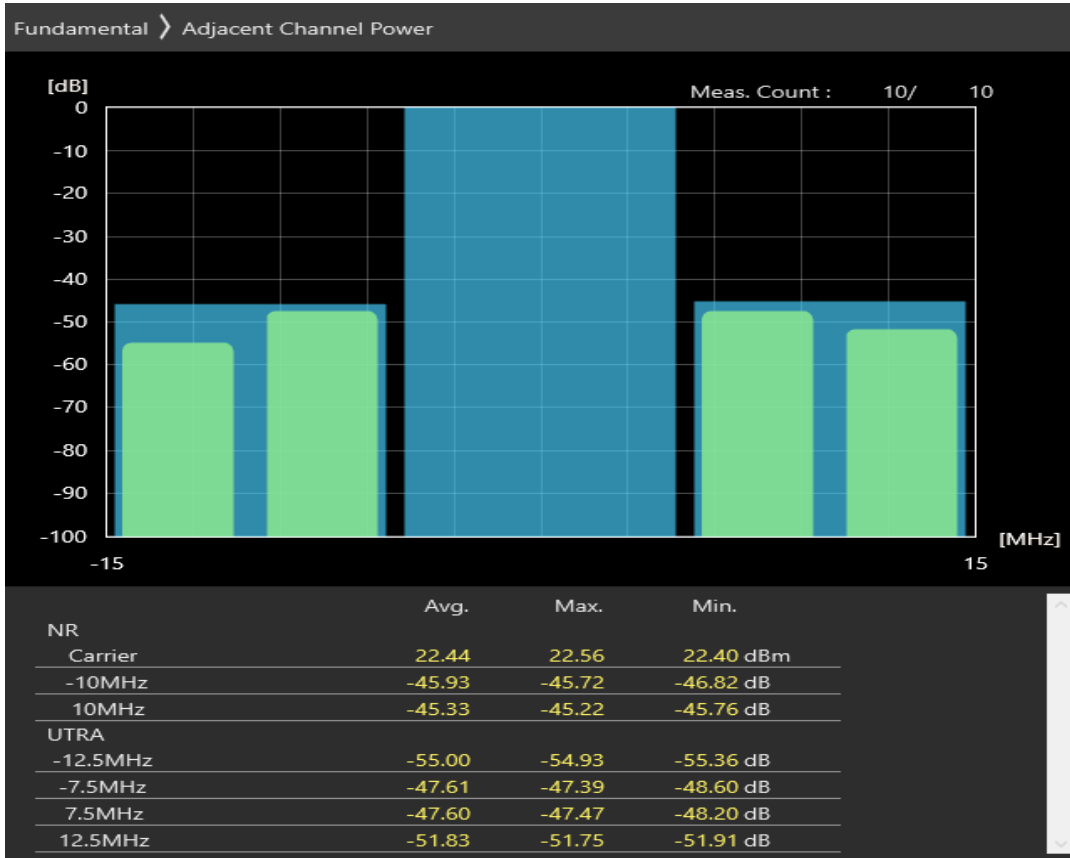 Fundamental 》 Adjacent Channel Power
[dB]
Meas. Count : 10/ 10
0
-10
-20
-30
-40
-50
-60
-70
-80
-90
-100
[MHz]
-15 15
Avg. Max. Min.
NR
Carrier 22.44 22.56 22.40 dBm
-10MHz -45.93 -45.72 -46.82 dB
10MHz -45.33 -45.22 -45.76 dB
UTRA
-12.5MHz -55.00 -54.93 -55.36 dB
-7.5MHz -47.61 -47.39 -48.60 dB
7.5MHz -47.60 -47.47 -48.20 dB
12.5MHz -51.83 -51.75 -51.91 dB